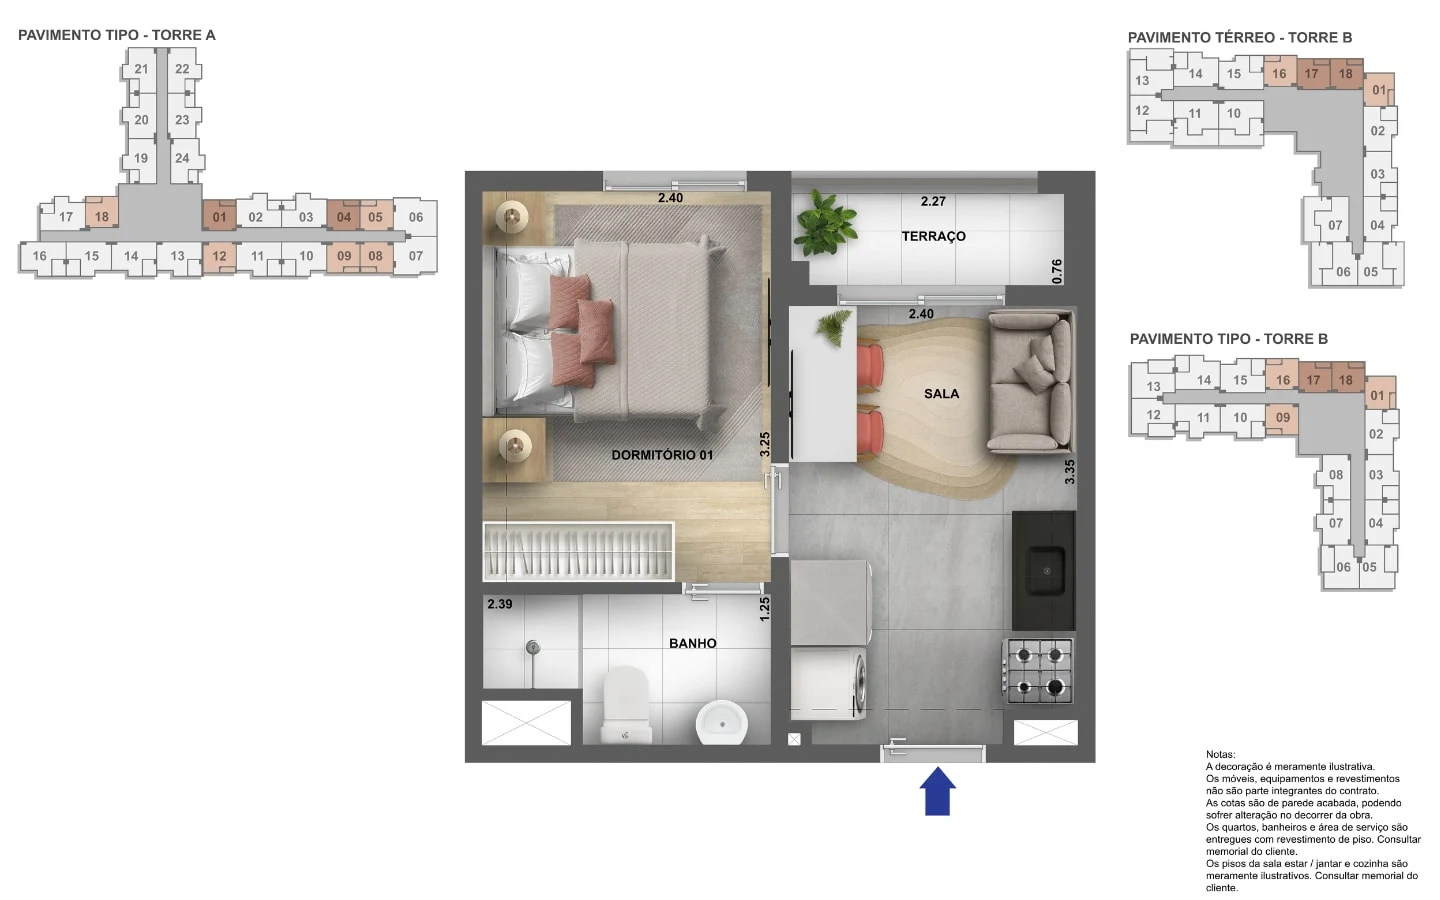 PAVIMENTO TIPO - TORRE A
21 22
20 23
19 24
17 18 01 02 03 04 05 06
16 15 14 13 12 11 10 09 08 07
PAVIMENTO TÉRREO - TORRE B
13 14 15 16 17 18 01
12 11 10 02
03
07 04
06 05
PAVIMENTO TIPO - TORRE B
13 14 15 16 17 18 01
12 11 10 09 02
08 03
07 04
06 05
2.40
2.27
TERRAÇO
0.76
2.40
SALA
3.25
DORMITÓRIO 01
3.35
2.39
1.25
BANHO
Notas:
A decoração é meramente ilustrativa.
Os móveis, equipamentos e revestimentos
não são parte integrantes do contrato.
As cotas são de parede acabada, podendo
sofrer alteração no decorrer da obra.
Os quartos, banheiros e área de serviço são
entregues com revestimento de piso. Consultar
memorial do cliente.
Os pisos da sala estar / jantar e cozinha são
meramente ilustrativos. Consultar memorial do
cliente.